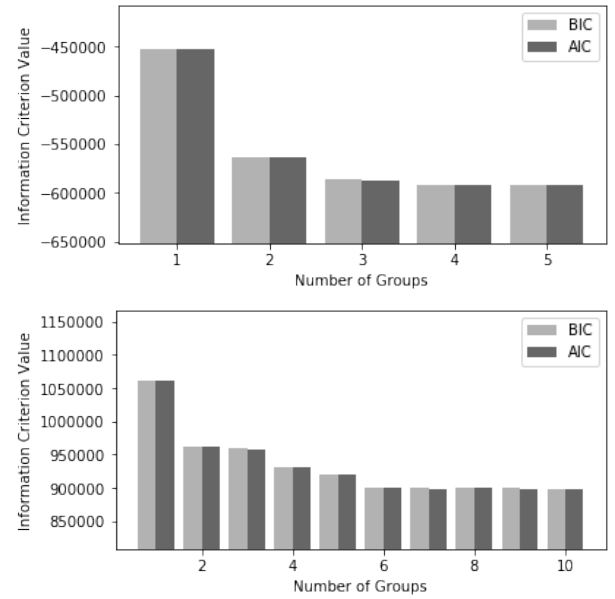 BIC
AIC
−450000
−500000
−550000
−600000
−650000
Information Criterion Value
1 2 3 4 5
Number of Groups
BIC
AIC
1150000
1100000
1050000
1000000
950000
900000
850000
Information Criterion Value
2 4 6 8 10
Number of Groups